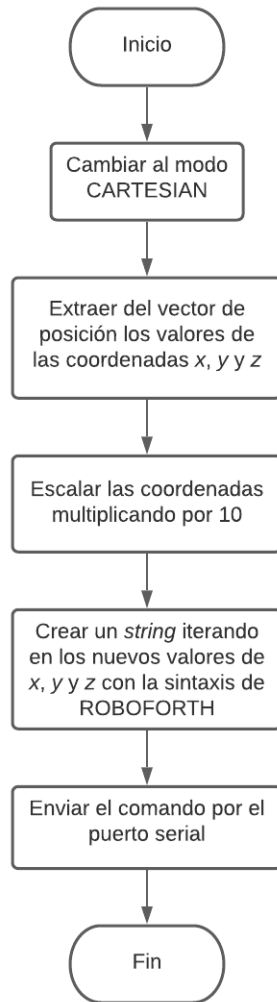 Inicio
Cambiar al modo
CARTESIAN
Extraer del vector de
posición los valores de
las coordenadas x, y y z
Escalar las coordenadas
multiplicando por 10
Crear un string iterando
en los nuevos valores de
x, y y z con la sintaxis de
ROBOFORTH
Enviar el comando por el
puerto serial
Fin